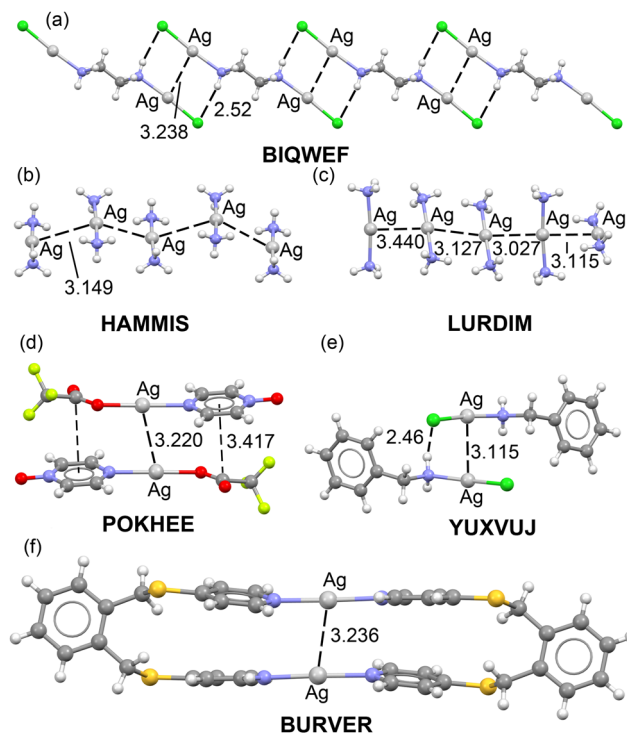 (a)
Ag Ag Ag
Ag Ag Ag
3.238
2.52
BIQWEF
(b)
Ag Ag Ag Ag Ag
3.149
HAMMIS
(c)
Ag Ag Ag Ag Ag
3.440 3.127 3.027 3.115
LURDIM
(d)
Ag
3.220 3.417
Ag
POKHEE
(e)
Ag
2.46
3.115
Ag
YUXVUJ
(f)
Ag
3.236
Ag
BURVER